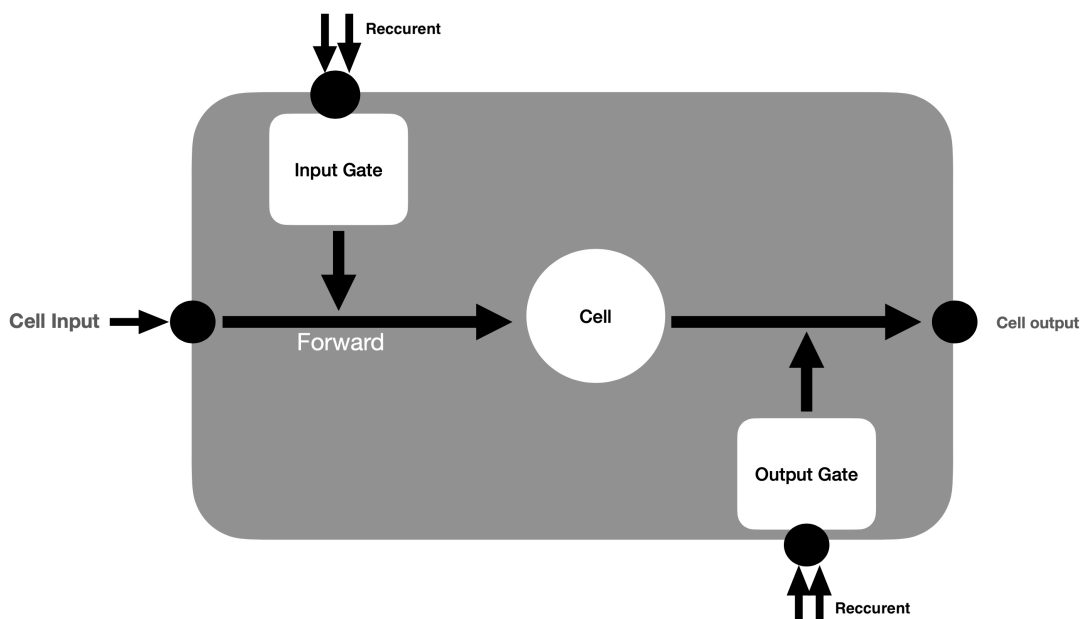 Reccurent
Input Gate
Cell Input
Forward
Cell
Cell output
Output Gate
Reccurent